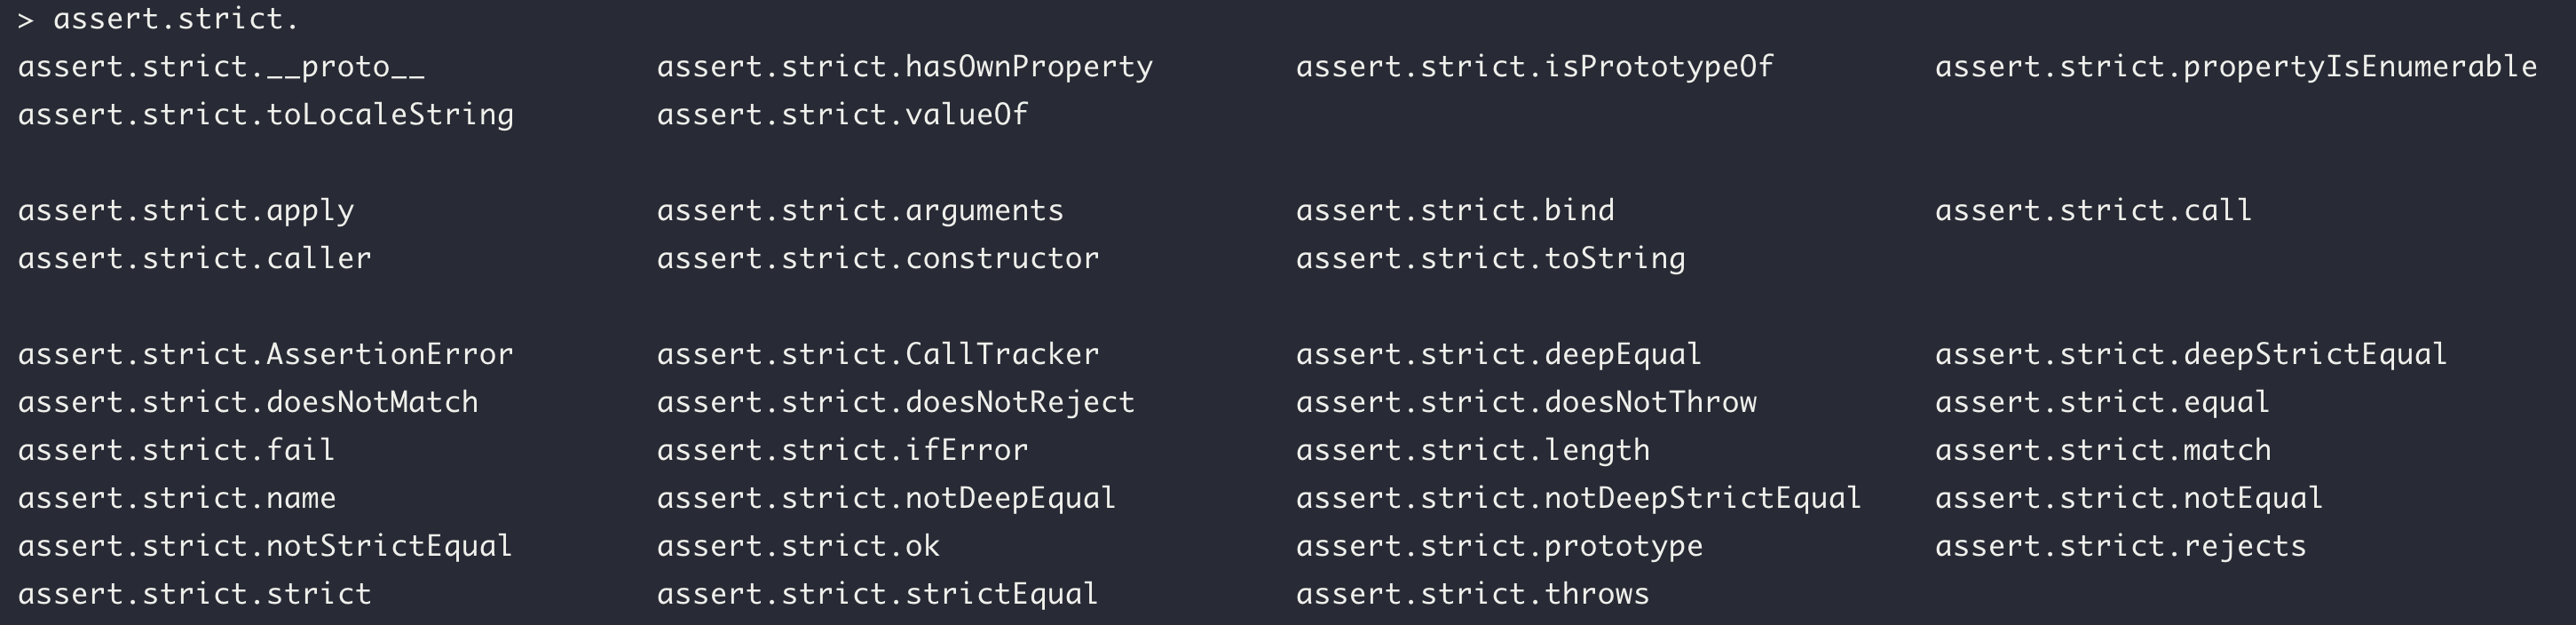 > assert.strict.
assert.strict.__proto__ assert.strict.hasOwnProperty assert.strict.isPrototypeOf assert.strict.propertyIsEnumerable
assert.strict.toLocaleString assert.strict.valueOf
assert.strict.apply assert.strict.arguments assert.strict.bind assert.strict.call
assert.strict.caller assert.strict.constructor assert.strict.toString
assert.strict.AssertionError assert.strict.CallTracker assert.strict.deepEqual assert.strict.deepStrictEqual
assert.strict.doesNotMatch assert.strict.doesNotReject assert.strict.doesNotThrow assert.strict.equal
assert.strict.fail assert.strict.ifError assert.strict.length assert.strict.match
assert.strict.name assert.strict.notDeepEqual assert.strict.notDeepStrictEqual assert.strict.notEqual
assert.strict.notStrictEqual assert.strict.ok assert.strict.prototype assert.strict.rejects
assert.strict.strict assert.strict.strictEqual assert.strict.throws